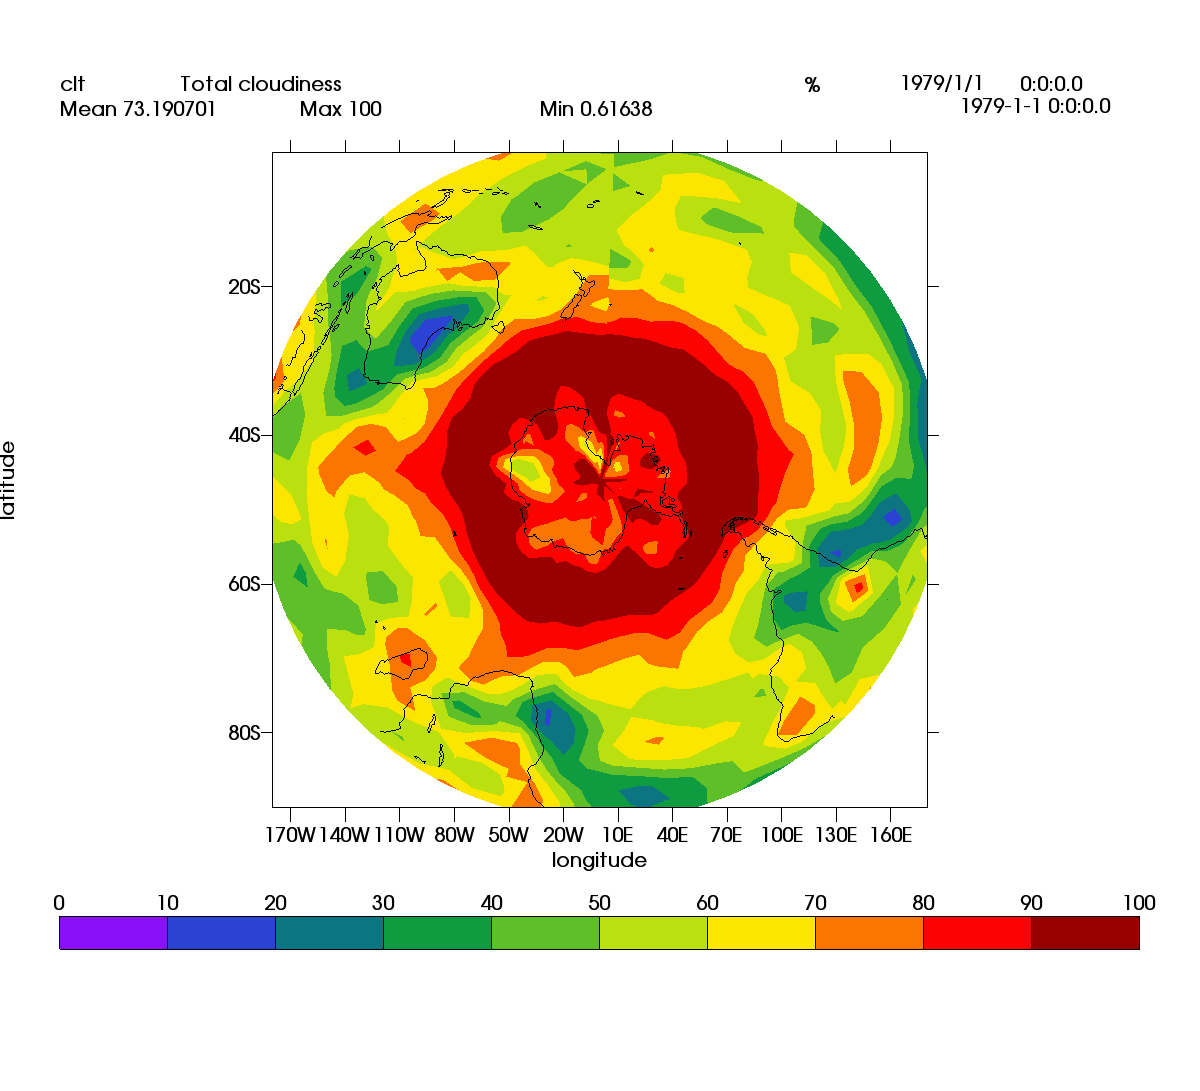 clt Total cloudiness % 1979/1/1 0:0:0.0
Mean 73.190701 Max 100 Min 0.61638 1979-1-1 0:0:0.0
20S
40S
latitude
60S
80S
170W 140W 110W 80W 50W 20W 10E 40E 70E 100E 130E 160E
longitude
0 10 20 30 40 50 60 70 80 90 100